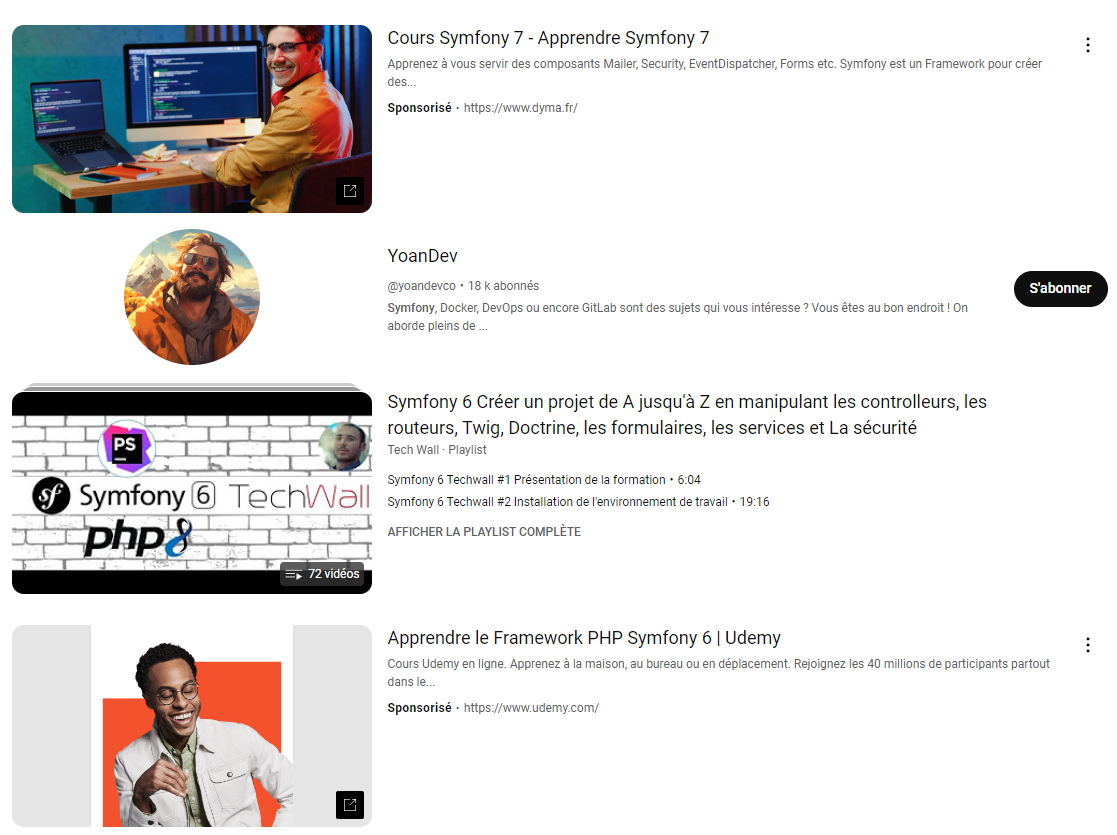 Cours Symfony 7 - Apprendre Symfony 7
Apprenez à vous servir des composants Mailer, Security, EventDispatcher, Forms etc. Symfony est un Framework pour créer
des...
Sponsorisé · https://www.dyma.fr/
YoanDev
@yoandevco • 18 k abonnés
S'abonner
Symfony, Docker, DevOps ou encore GitLab sont des sujets qui vous intéresse ? Vous êtes au bon endroit ! On
aborde pleins de ...
PS
Symfony 6 TechWall
php 8
72 vidéos
Symfony 6 Créer un projet de A jusqu'à Z en manipulant les controlleurs, les
routeurs, Twig, Doctrine, les formulaires, les services et La sécurité
Tech Wall · Playlist
Symfony 6 Techwall #1 Présentation de la formation • 6:04
Symfony 6 Techwall #2 Installation de l'environnement de travail • 19:16
AFFICHER LA PLAYLIST COMPLÈTE
Apprendre le Framework PHP Symfony 6 | Udemy
Cours Udemy en ligne. Apprenez à la maison, au bureau ou en déplacement. Rejoignez les 40 millions de participants partout
dans le...
Sponsorisé · https://www.udemy.com/